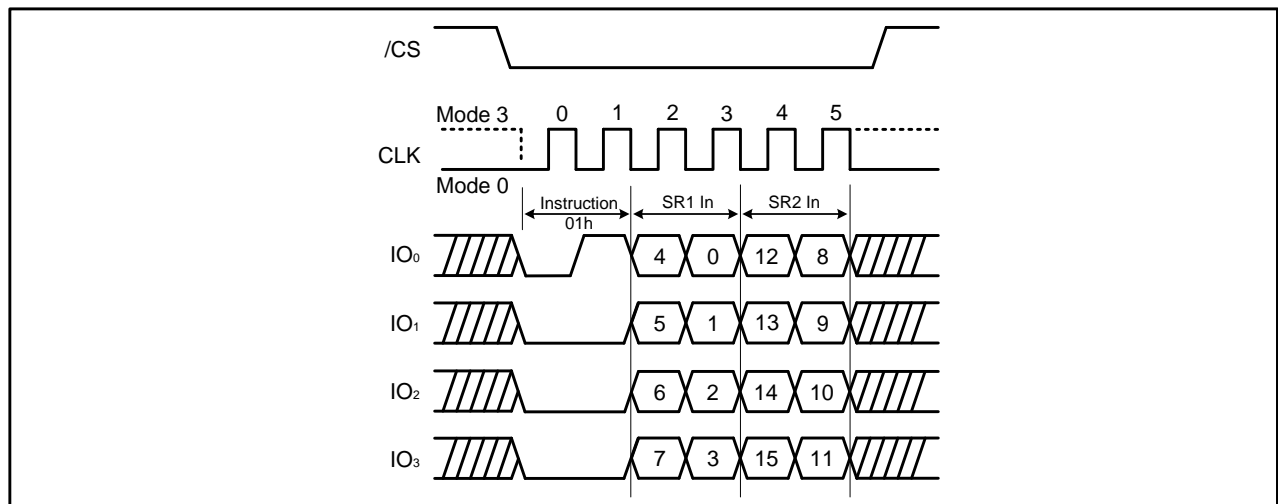 /CS
Mode 3 0 1 2 3 4 5
CLK
Mode 0
Instruction SR1 In SR2 In
01h
IO₀ 4 0 12 8
IO₁ 5 1 13 9
IO₂ 6 2 14 10
IO₃ 7 3 15 11